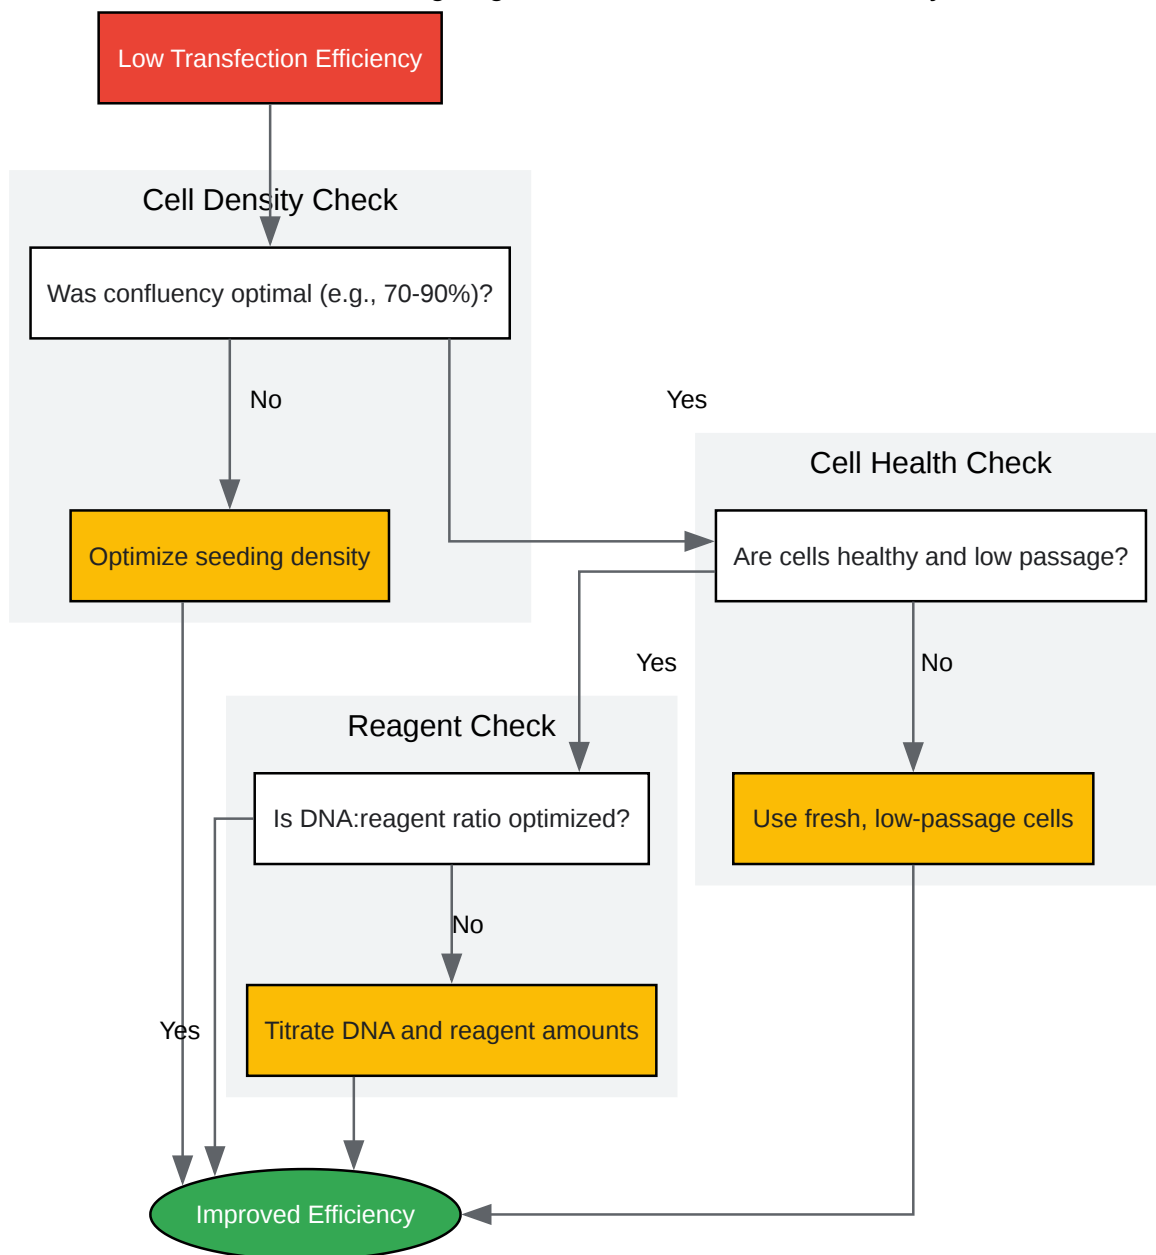 Low Transfection Efficiency
Cell Density Check
Was confluency optimal (e.g., 70-90%)?
No
Yes
Cell Health Check
Optimize seeding density
Are cells healthy and low passage?
Yes
No
Reagent Check
Is DNA:reagent ratio optimized?
Use fresh, low-passage cells
No
Yes
Titrate DNA and reagent amounts
Improved Efficiency